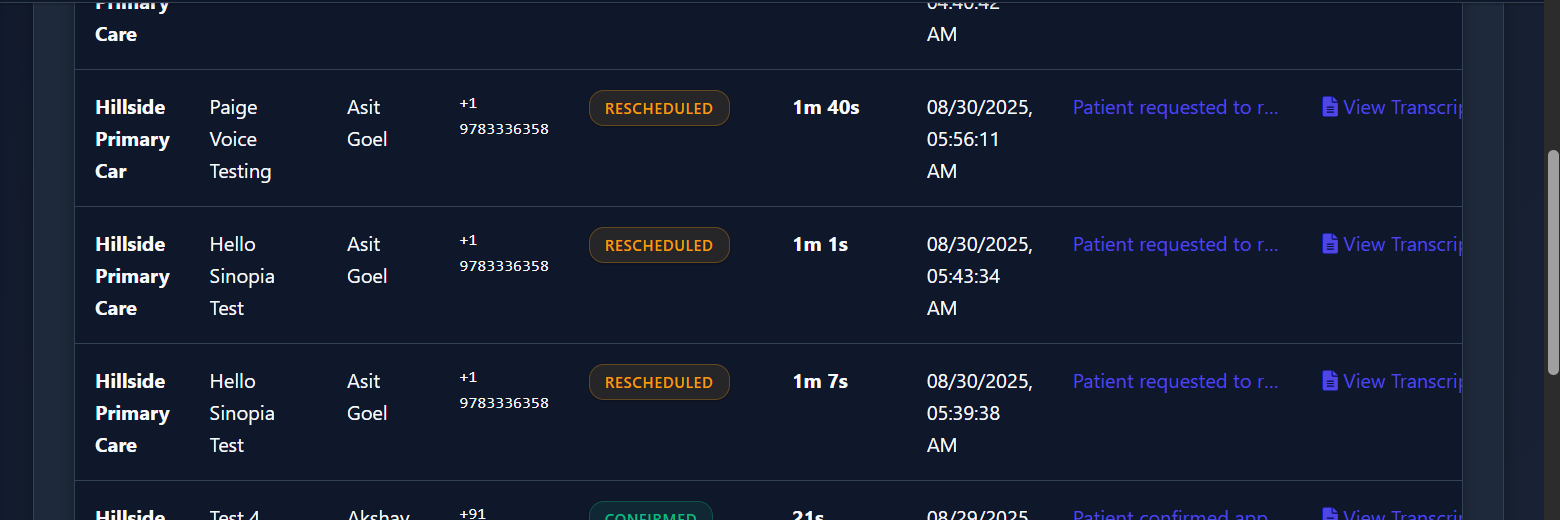 Primary
Care
04:40:42
AM
Hillside
Primary
Car
Paige
Voice
Testing
Asit
Goel
+1
9783336358
RESCHEDULED
1m 40s
08/30/2025,
05:56:11
AM
Patient requested to r...
View Transcrip
Hillside
Primary
Care
Hello
Sinopia
Test
Asit
Goel
+1
9783336358
RESCHEDULED
1m 1s
08/30/2025,
05:43:34
AM
Patient requested to r...
View Transcrip
Hillside
Primary
Care
Hello
Sinopia
Test
Asit
Goel
+1
9783336358
RESCHEDULED
1m 7s
08/30/2025,
05:39:38
AM
Patient requested to r...
View Transcrip
Hillside
Test 4
Akshay
+91
CONFIRMED
21s
08/29/2025,
Patient confirmed app...
View Transcrip